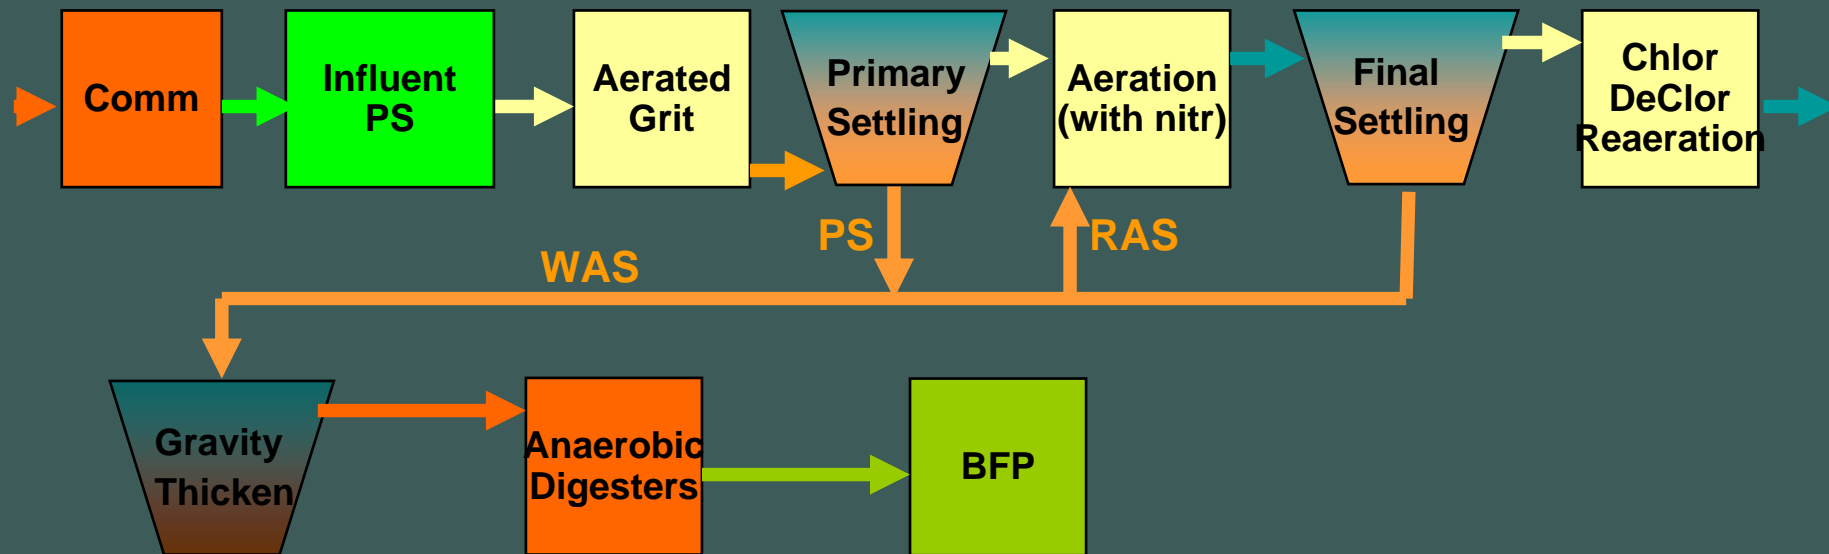 Comm
Influent
PS
Aerated
Grit
Primary
Settling
Aeration
(with nitr)
Final
Settling
Chlor
DeClor
Reaeration
PS
RAS
WAS
Gravity
Thicken
Anaerobic
Digesters
BFP